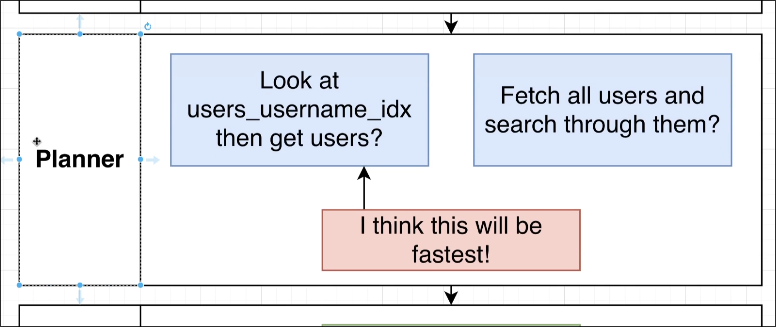 Planner
Look at
users_username_idx
then get users?
Fetch all users and
search through them?
I think this will be
fastest!